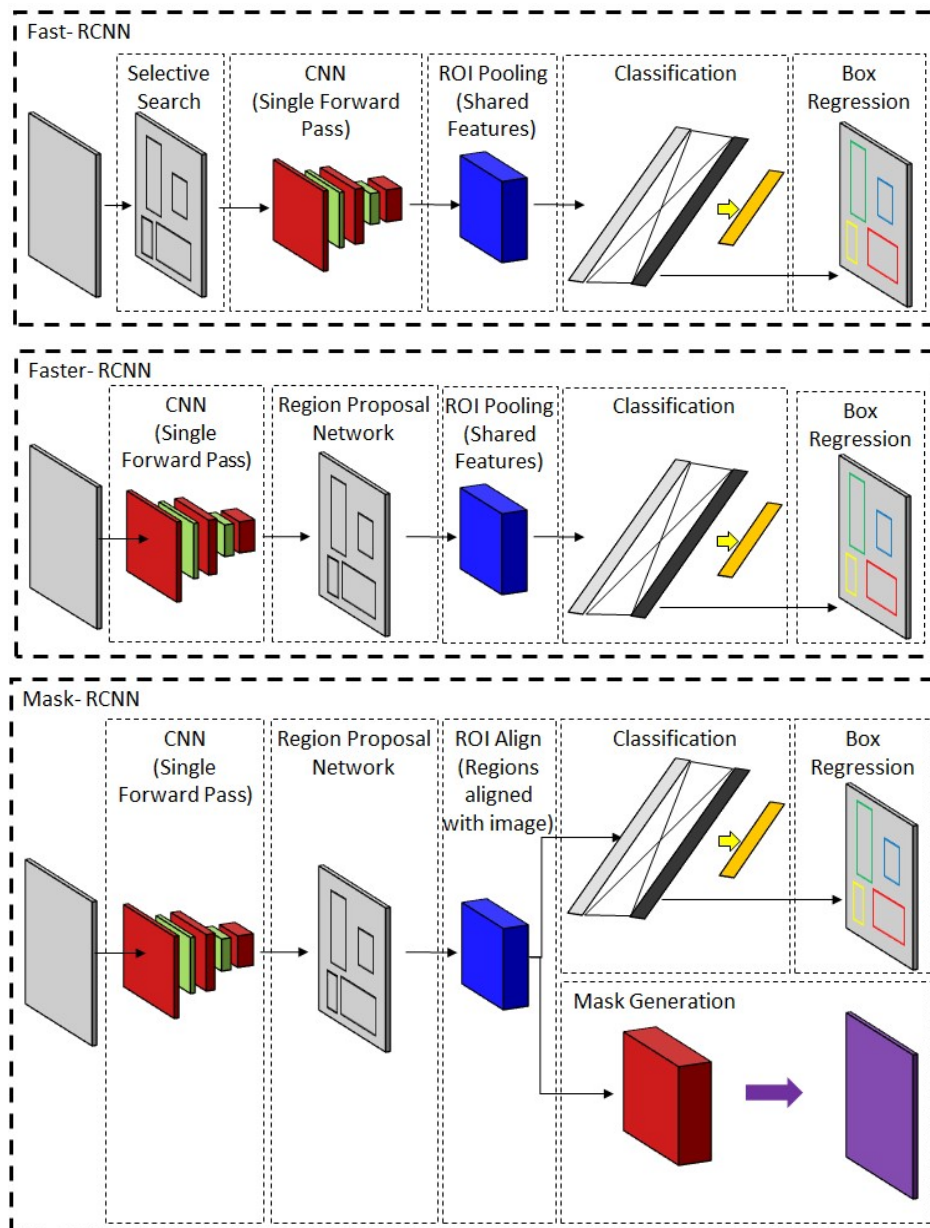 Fast- RCNN
Selective
Search
CNN
(Single Forward
Pass)
ROI Pooling
(Shared
Features)
Classification
Box
Regression
Faster- RCNN
CNN
(Single
Forward Pass)
Region Proposal
Network
ROI Pooling
(Shared
Features)
Classification
Box
Regression
Mask- RCNN
CNN
(Single
Forward Pass)
Region Proposal
Network
ROI Align
(Regions
aligned
with image)
Classification
Box
Regression
Mask Generation